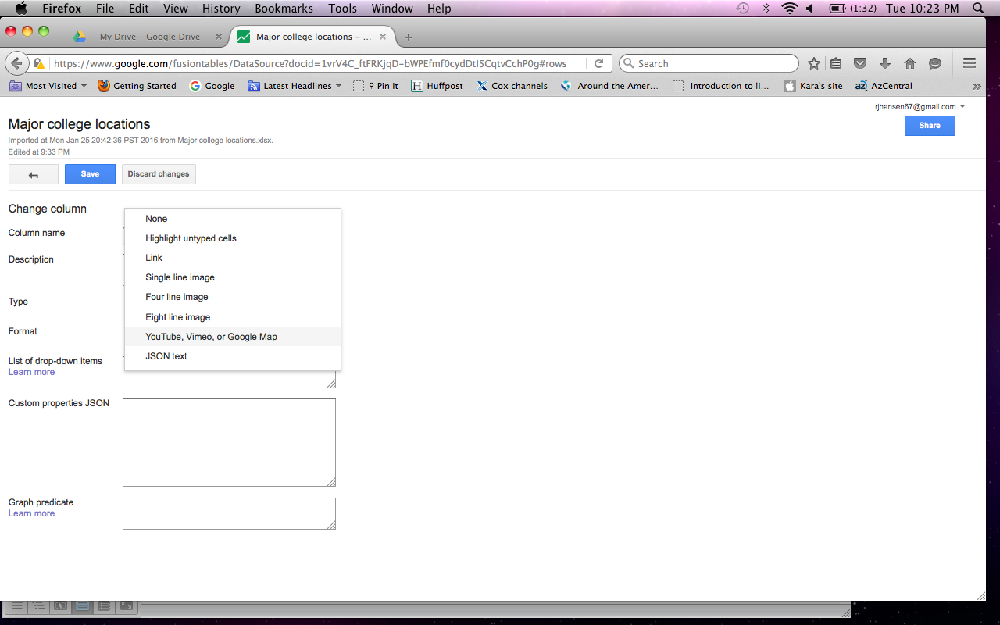 Firefox File Edit View History Bookmarks Tools Window Help (1:32) Tue 10:23 PM
My Drive – Google Drive Major college locations – ...
https://www.google.com/fusiontables/DataSource?docid=1vrV4C_ftFRKjqD-bWPEfmf0cydDtI5CqtvCchP0g#rows Search
Most Visited Getting Started Google Latest Headlines Pin It Huffpost Cox channels Around the Amer... Introduction to li... Kara's site AzCentral
rjhansen67@gmail.com
Major college locations
Share
Imported at Mon Jan 25 20:42:36 PST 2016 from Major college locations.xlsx.
Edited at 9:33 PM
Save Discard changes
Change column
None
Column name
Highlight untyped cells
Description
Link
Single line image
Four line image
Type
Eight line image
Format
YouTube, Vimeo, or Google Map
List of drop-down items
JSON text
Learn more
Custom properties JSON
Graph predicate
Learn more